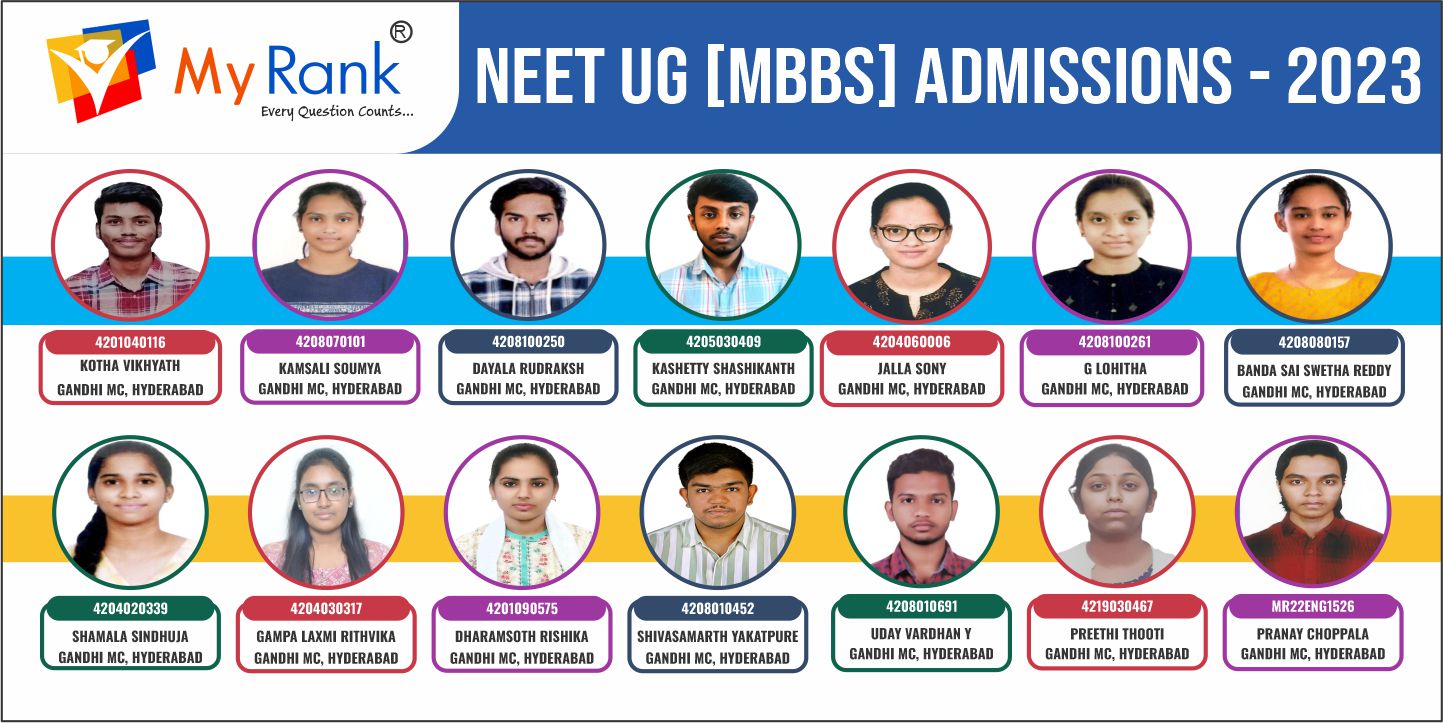 My Rank ®
Every Question Counts...
NEET UG [MBBS] ADMISSIONS - 2023
4201040116
KOTHA VIKHYATH
GANDHI MC, HYDERABAD
4208070101
KAMSALI SOUMYA
GANDHI MC, HYDERABAD
4208100250
DAYALA RUDRAKSH
GANDHI MC, HYDERABAD
4205030409
KASHETTY SHASHIKANTH
GANDHI MC, HYDERABAD
4204060006
JALLA SONY
GANDHI MC, HYDERABAD
4208100261
G LOHITHA
GANDHI MC, HYDERABAD
4208080157
BANDA SAI SWETHA REDDY
GANDHI MC, HYDERABAD
4204020339
SHAMALA SINDHUJA
GANDHI MC, HYDERABAD
4204030317
GAMPA LAXMI RITHVIKA
GANDHI MC, HYDERABAD
4201090575
DHARAMSOTH RISHIKA
GANDHI MC, HYDERABAD
4208010452
SHIVASAMARTH YAKATPURE
GANDHI MC, HYDERABAD
4208010691
UDAY VARDHAN Y
GANDHI MC, HYDERABAD
4219030467
PREETHI THOOTI
GANDHI MC, HYDERABAD
MR22ENG1526
PRANAY CHOPPALA
GANDHI MC, HYDERABAD